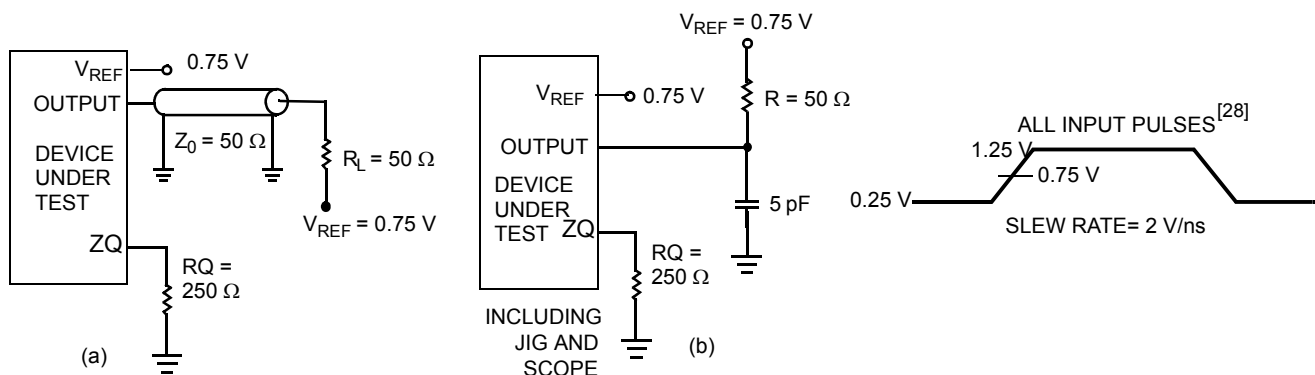 V_REF
0.75 V
OUTPUT
Z_0 = 50 Ω
DEVICE
UNDER
TEST
R_L = 50 Ω
V_REF = 0.75 V
ZQ
RQ =
250 Ω
(a)
V_REF = 0.75 V
V_REF
0.75 V
R = 50 Ω
OUTPUT
DEVICE
UNDER
TEST
ZQ
5 pF
RQ =
250 Ω
INCLUDING
JIG AND
SCOPE
(b)
ALL INPUT PULSES[28]
1.25 V
0.75 V
0.25 V
SLEW RATE= 2 V/ns